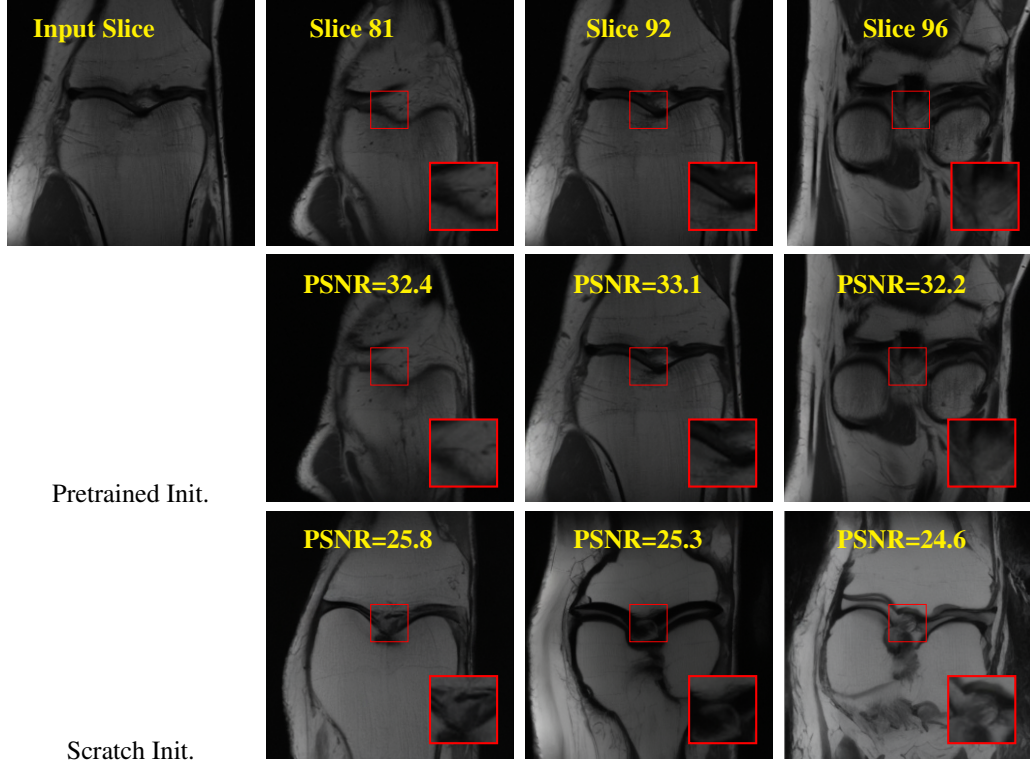 Input Slice
Slice 81
Slice 92
Slice 96
PSNR=32.4
PSNR=33.1
PSNR=32.2
Pretrained Init.
PSNR=25.8
PSNR=25.3
PSNR=24.6
Scratch Init.